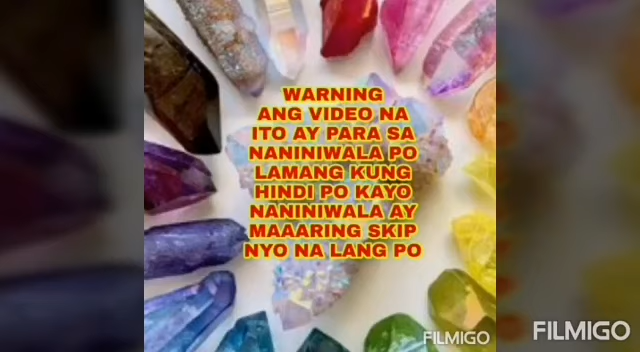 WARNING
ANG VIDEO NA
ITO AY PARA SA
NANINIWALA PO
LAMANG KUNG
HINDI PO KAYO
NANINIWALA AY
MAAARING SKIP
NYO NA LANG PO
FILMIGO
FILMIGO